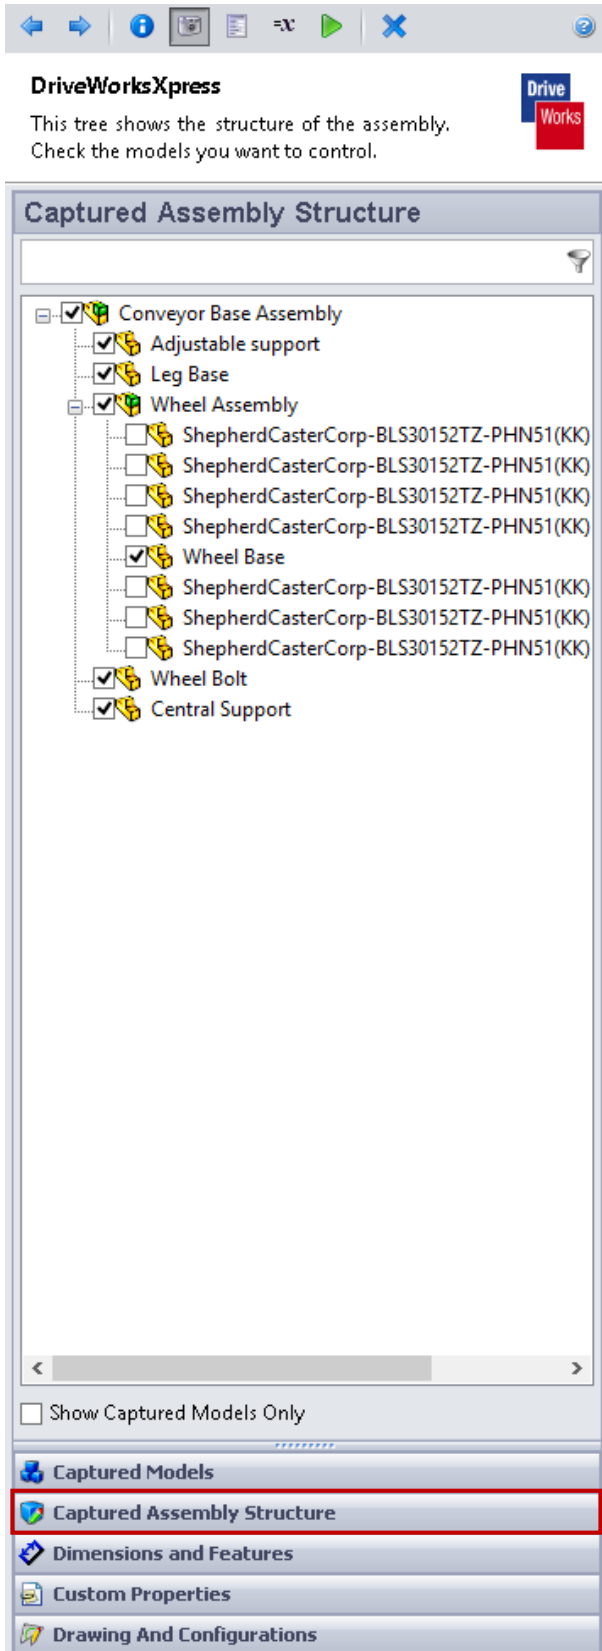 =x
DriveWorksXpress
Drive
Works
This tree shows the structure of the assembly.
Check the models you want to control.
Captured Assembly Structure
Conveyor Base Assembly
Adjustable support
Leg Base
Wheel Assembly
ShepherdCasterCorp-BLS30152TZ-PHN51(KK)
ShepherdCasterCorp-BLS30152TZ-PHN51(KK)
ShepherdCasterCorp-BLS30152TZ-PHN51(KK)
ShepherdCasterCorp-BLS30152TZ-PHN51(KK)
Wheel Base
ShepherdCasterCorp-BLS30152TZ-PHN51(KK)
ShepherdCasterCorp-BLS30152TZ-PHN51(KK)
ShepherdCasterCorp-BLS30152TZ-PHN51(KK)
Wheel Bolt
Central Support
Show Captured Models Only
Captured Models
Captured Assembly Structure
Dimensions and Features
Custom Properties
Drawing And Configurations